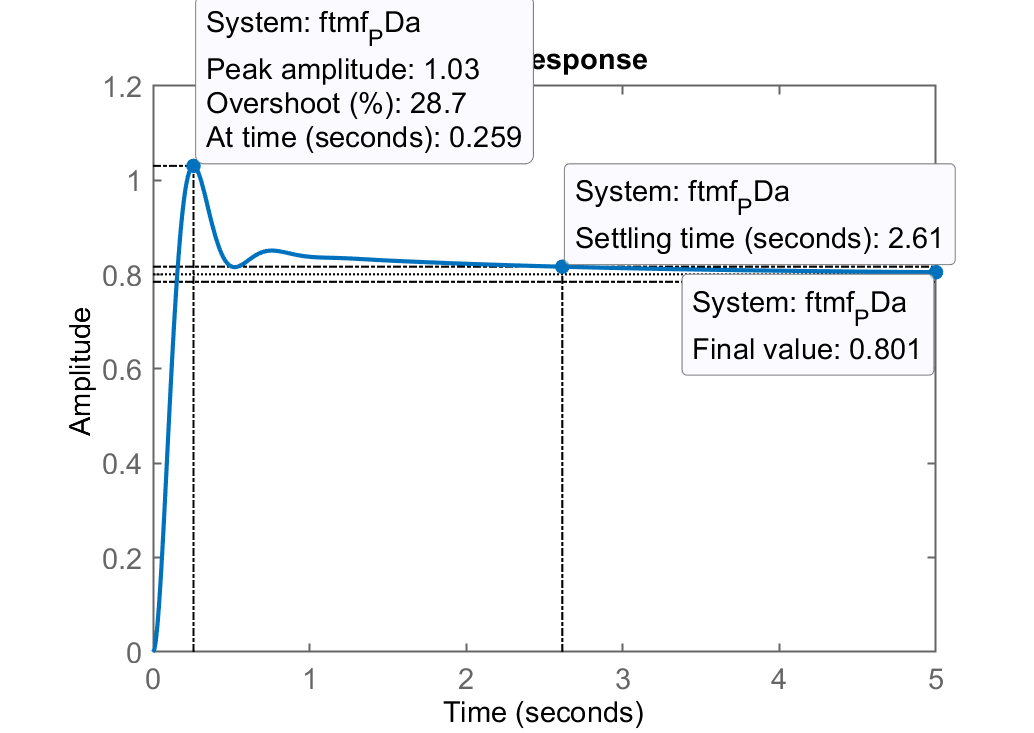 System: ftmf_PDa
Peak amplitude: 1.03
Overshoot (%): 28.7
At time (seconds): 0.259
esponse
System: ftmf_PDa
Settling time (seconds): 2.61
System: ftmf_PDa
Final value: 0.801
Amplitude
1.2
1
0.8
0.6
0.4
0.2
0
0 1 2 3 4 5
Time (seconds)